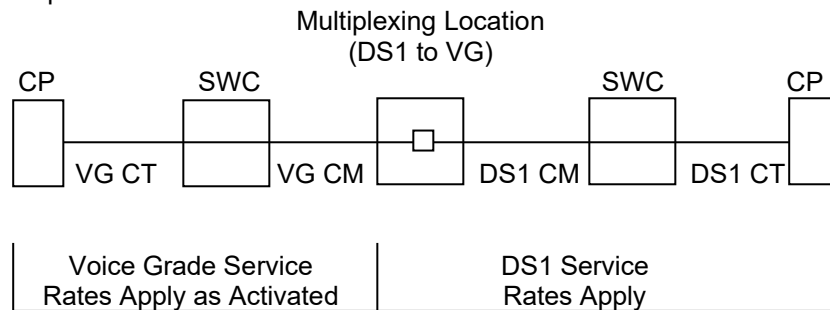 Multiplexing Location
(DS1 to VG)
CP SWC SWC CP
VG CT VG CM DS1 CM DS1 CT
Voice Grade Service DS1 Service
Rates Apply as Activated Rates Apply